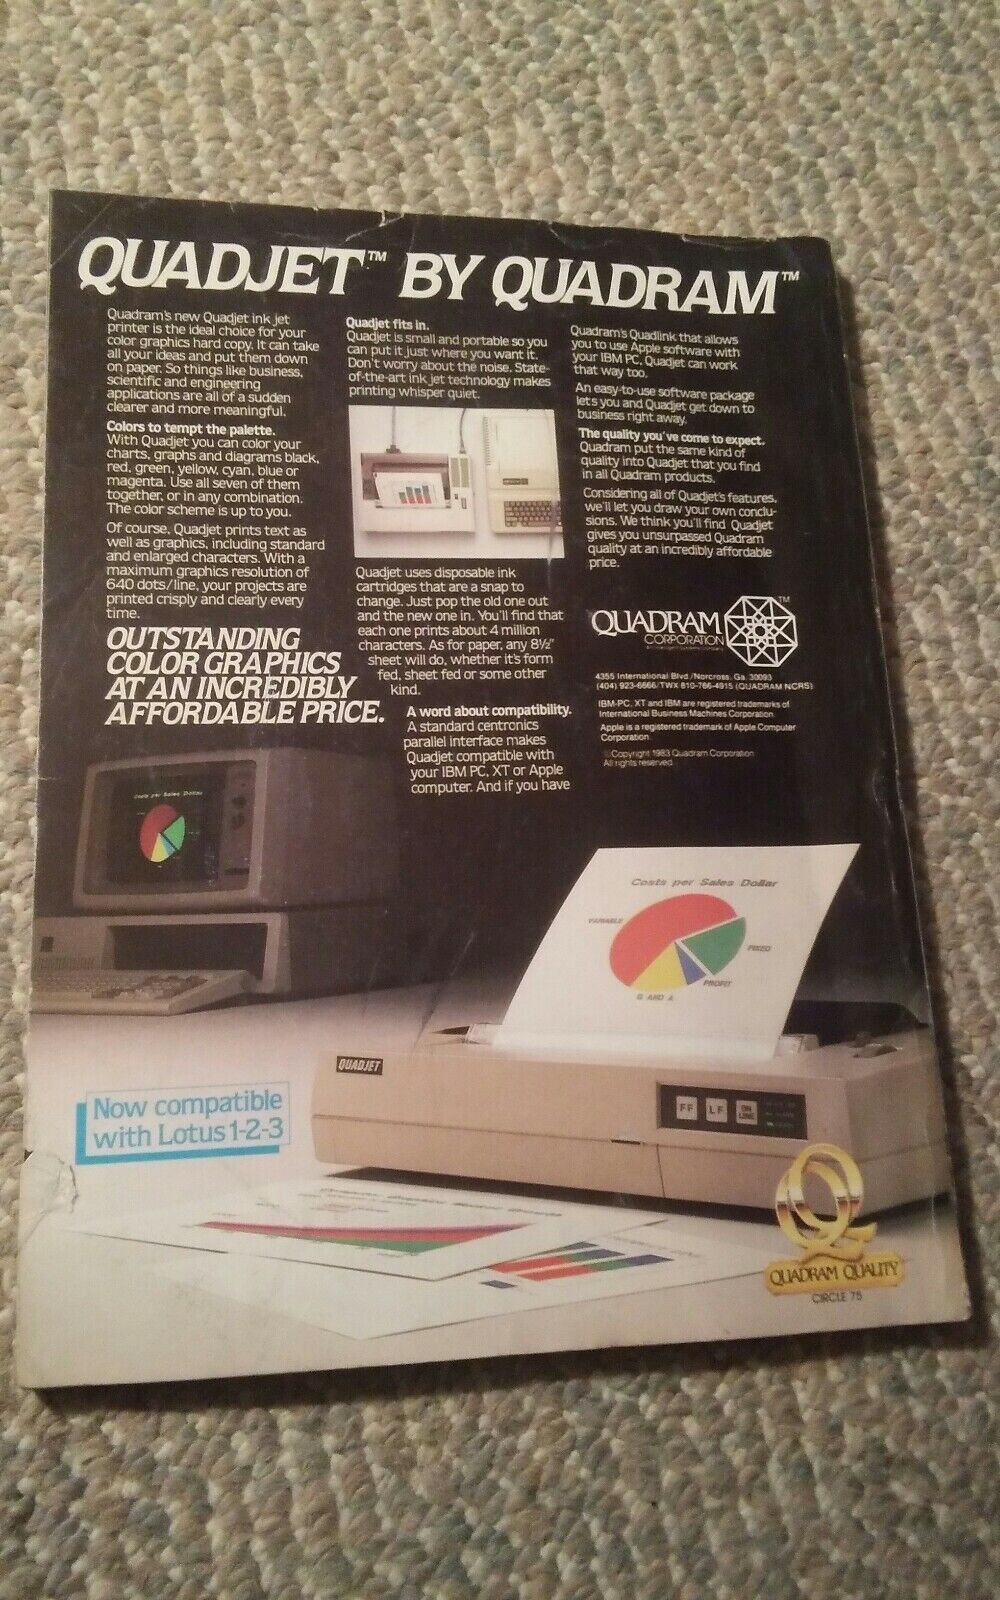 QUADJET™ BY QUADRAM™
Quadram's new Quadjet ink jet
printer is the ideal choice for your
color graphics hard copy. It can take
all your ideas and put them down
on paper. So things like business,
scientific and engineering
applications are all of a sudden
clearer and more meaningful.
Colors to tempt the palette.
With Quadjet you can color your
charts, graphs and diagrams black,
red, green, yellow, cyan, blue or
magenta. Use all seven of them
together, or in any combination.
The color scheme is up to you.
Of course, Quadjet prints text as
well as graphics, including standard
and enlarged characters. With a
maximum graphics resolution of
640 dots/line, your projects are
printed crisply and clearly every
time.
OUTSTANDING
COLOR GRAPHICS
AT AN INCREDIBLY
AFFORDABLE PRICE.
Quadjet fits in.
Quadjet is small and portable so you
can put it just where you want it.
Don't worry about the noise. State-
of-the-art ink jet technology makes
printing whisper quiet.
Quadjet uses disposable ink
cartridges that are a snap to
change. Just pop the old one out
and the new one in. You'll find that
each one prints about 4 million
characters. As for paper, any 8½"
sheet will do, whether it's form
fed, sheet fed or some other
kind.
A word about compatibility.
A standard centronics
parallel interface makes
Quadjet compatible with
your IBM PC, XT or Apple
computer. And if you have
Quadram's Quadlink that allows
you to use Apple software with
your IBM PC, Quadjet can work
that way too.
An easy-to-use software package
lets you and Quadjet get down to
business right away.
The quality you've come to expect.
Quadram put the same kind of
quality into Quadjet that you find
in all Quadram products.
Considering all of Quadjet's features,
we'll let you draw your own conclu-
sions. We think you'll find Quadjet
gives you unsurpassed Quadram
quality at an incredibly affordable
price.
QUADRAM™
CORPORATION
4355 International Blvd./Norcross, Ga. 30093
(404) 923-6666/TWX 810-766-4915 (QUADRAM NCRS)
IBM-PC, XT and IBM are registered trademarks of
International Business Machines Corporation.
Apple is a registered trademark of Apple Computer
Corporation.
© Copyright 1983 Quadram Corporation
All rights reserved.
Costs per Sales Dollar
Costs per Sales Dollar
VARIABLE
FIXED
PROFIT
G AND A
QUADJET
FF
LF
ON
LINE
Now compatible
with Lotus 1-2-3
QUADRAM QUALITY
CIRCLE 75